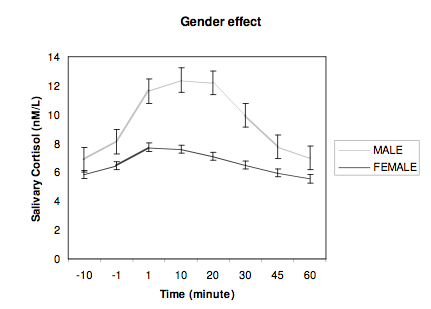 Gender effect
14
12
10
8
6
4
2
0
Salivary Cortisol (nM/L)
-10 -1 1 10 20 30 45 60
Time (minute)
MALE
FEMALE